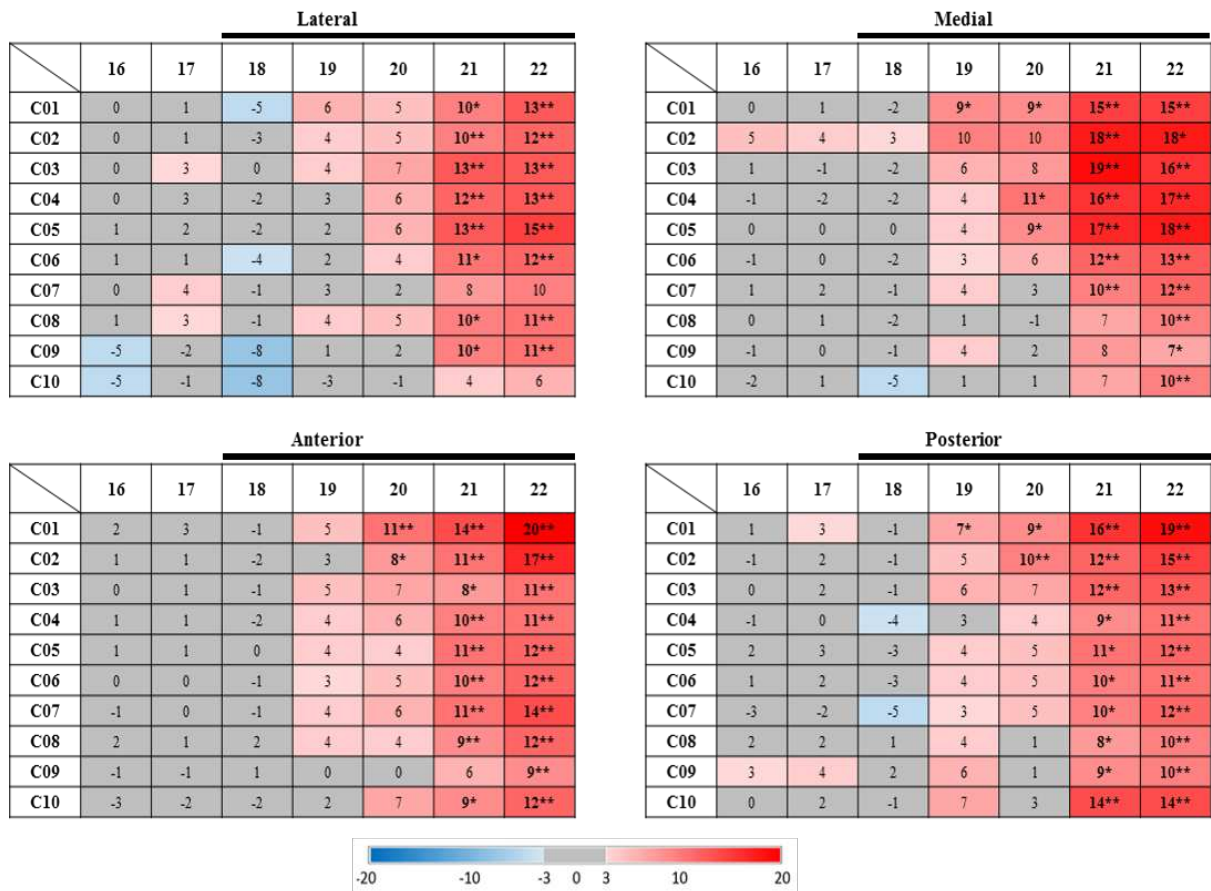 Lateral
16 17 18 19 20 21 22
C01 0 1 -5 6 5 10* 13**
C02 0 1 -3 4 5 10** 12**
C03 0 3 0 4 7 13** 13**
C04 0 3 -2 3 6 12** 13**
C05 1 2 -2 2 6 13** 15**
C06 1 1 -4 2 4 11* 12**
C07 0 4 -1 3 2 8 10
C08 1 3 -1 4 5 10* 11**
C09 -5 -2 -8 1 2 10* 11**
C10 -5 -1 -8 -3 -1 4 6
Medial
16 17 18 19 20 21 22
C01 0 1 -2 9* 9* 15** 15**
C02 5 4 3 10 10 18** 18*
C03 1 -1 -2 6 8 19** 16**
C04 -1 -2 -2 4 11* 16** 17**
C05 0 0 0 4 9* 17** 18**
C06 -1 0 -2 3 6 12** 13**
C07 1 2 -1 4 3 10** 12**
C08 0 1 -2 1 -1 7 10**
C09 -1 0 -1 4 2 8 7*
C10 -2 1 -5 1 1 7 10**
Anterior
16 17 18 19 20 21 22
C01 2 3 -1 5 11** 14** 20**
C02 1 1 -2 3 8* 11** 17**
C03 0 1 -1 5 7 8* 11**
C04 1 1 -2 4 6 10** 11**
C05 1 1 0 4 4 11** 12**
C06 0 0 -1 3 5 10** 12**
C07 -1 0 -1 4 6 11** 14**
C08 2 1 2 4 4 9** 12**
C09 -1 -1 1 0 0 6 9**
C10 -3 -2 -2 2 7 9* 12**
Posterior
16 17 18 19 20 21 22
C01 1 3 -1 7* 9* 16** 19**
C02 -1 2 -1 5 10** 12** 15**
C03 0 2 -1 6 7 12** 13**
C04 -1 0 -4 3 4 9* 11**
C05 2 3 -3 4 5 11* 12**
C06 1 2 -3 4 5 10* 11**
C07 -3 -2 -5 3 5 10* 12**
C08 2 2 1 4 1 8* 10**
C09 3 4 2 6 1 9* 10**
C10 0 2 -1 7 3 14** 14**
-20 -10 -3 0 3 10 20